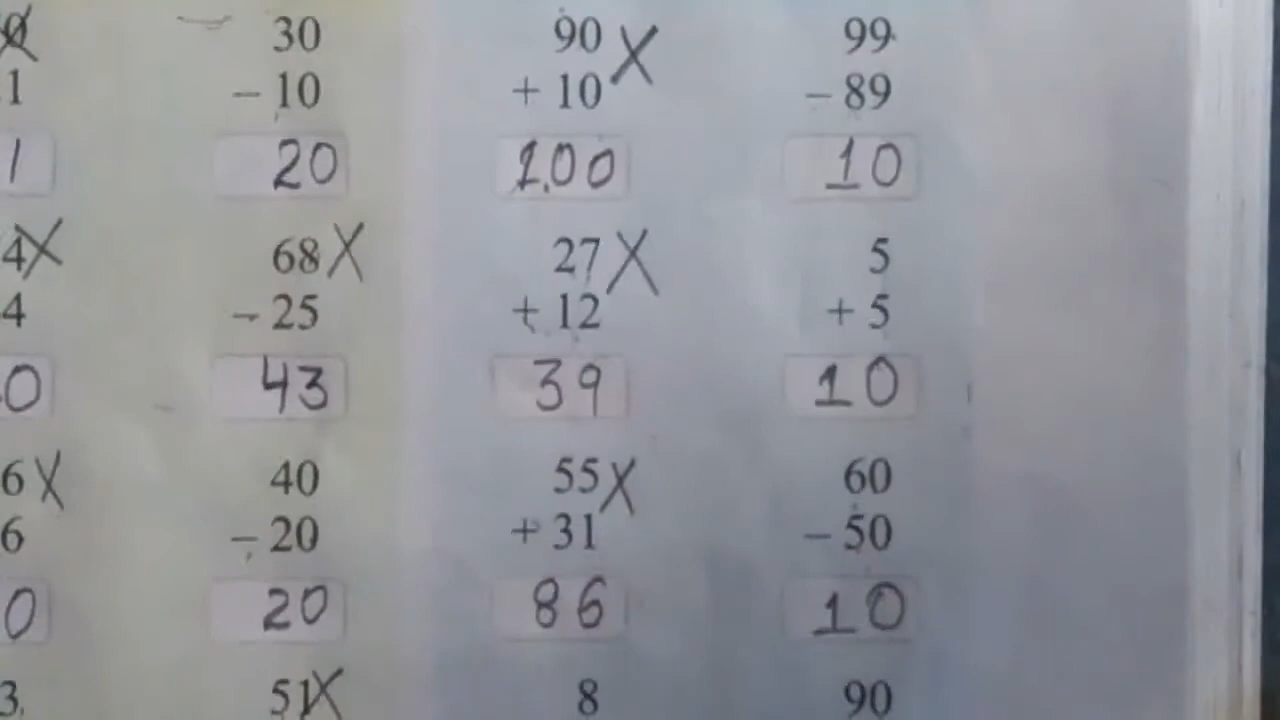 0 30 90 X 99
1 - 10 + 10 - 89
1 20 100 10
4 X 68 X 27 X 5
4 - 25 + 12 + 5
0 43 39 10
6 X 40 55 X 60
6 - 20 + 31 - 50
0 20 86 10
3 51 X 8 90